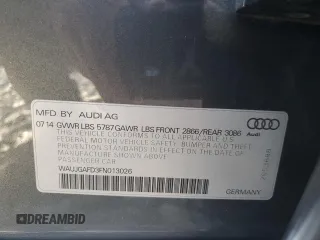 MFD BY AUDI AG
0714 GVWR LBS 5787 GAWR LBS FRONT 2866/REAR 3086
THIS VEHICLE CONFORMS TO ALL APPLICABLE U.S.
FEDERAL MOTOR VEHICLE SAFETY, BUMPER AND THEFT
PREVENTION STANDARDS IN EFFECT ON THE DATE OF
MANUFACTURE SHOWN ABOVE
PASSENGER CAR
Audi
WAUJGAFD3FN013026
GERMANY
DREAMBID